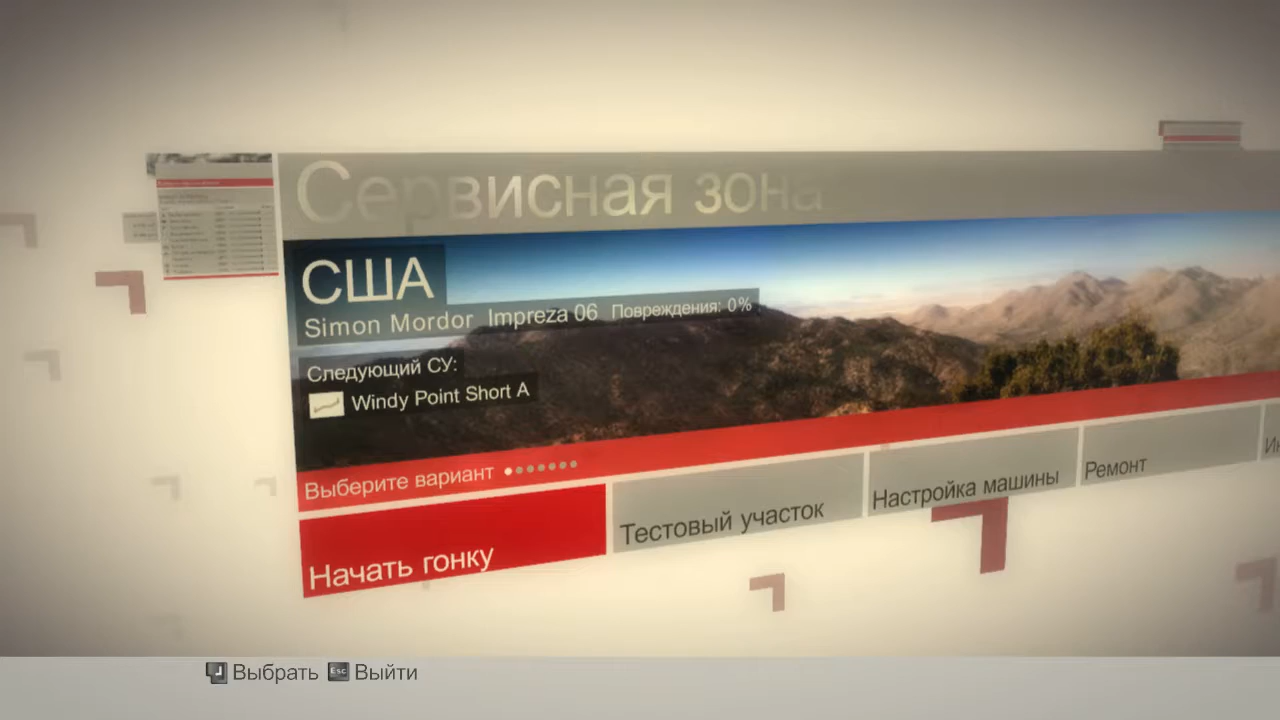 Сервисная зона
США
Simon Mordor Impreza 06 Повреждения: 0%
Следующий СУ:
Windy Point Short A
Выберите вариант
Начать гонку
Тестовый участок
Настройка машины
Ремонт
Выбрать Esc Выйти